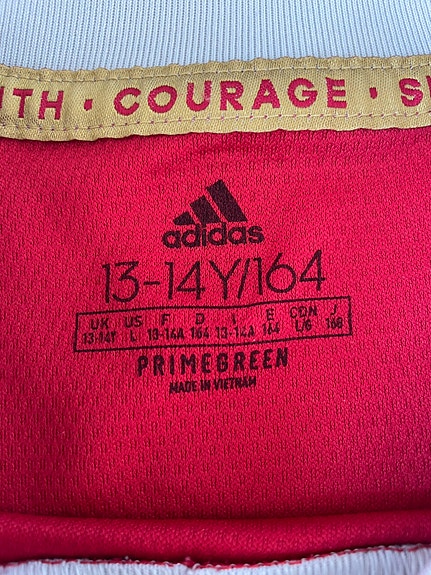 TH • COURAGE • S
adidas
13-14Y/164
UK US F D I E CDN J
13-14Y L 13-14A 164 13-14A 164 L/G 160
PRIMEGREEN
MADE IN VIETNAM